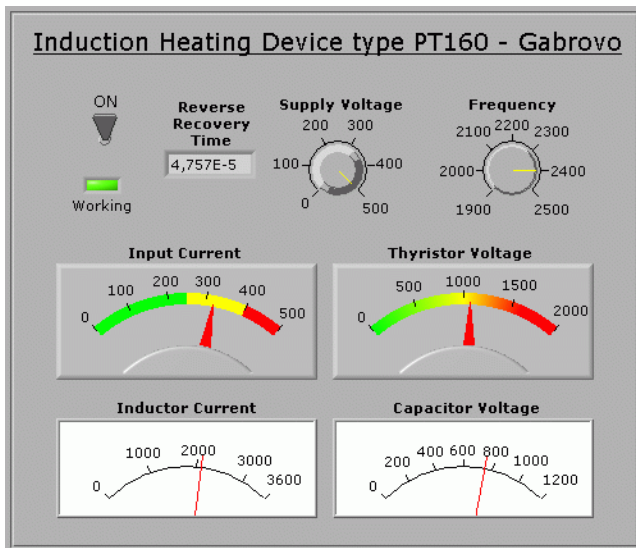 Induction Heating Device type PT160 - Gabrovo
ON
Working
Reverse
Recovery
Time
4,757E-5
Supply Voltage
0 100 200 300 400 500
Frequency
1900 2000 2100 2200 2300 2400 2500
Input Current
0 100 200 300 400 500
Thyristor Voltage
0 500 1000 1500 2000
Inductor Current
0 1000 2000 3000 3600
Capacitor Voltage
0 200 400 600 800 1000 1200